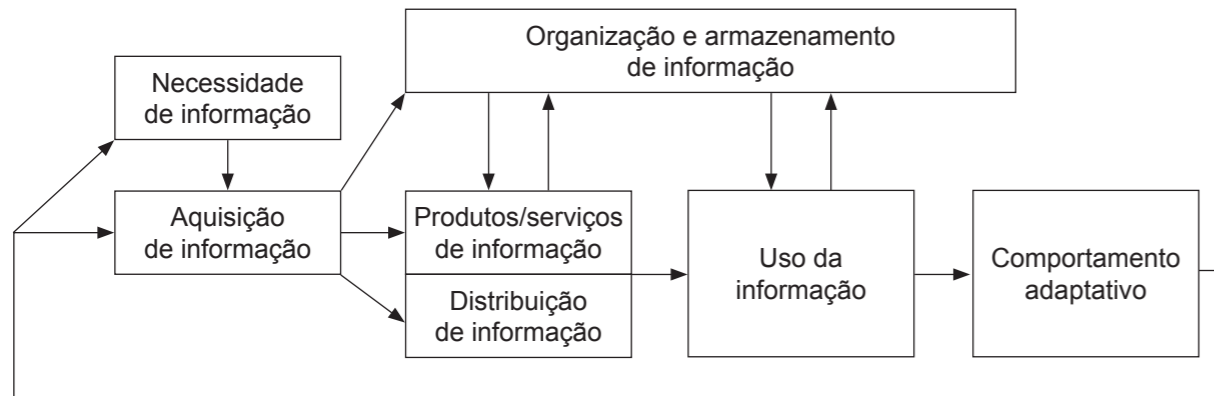 Organização e armazenamento
de informação
Necessidade
de informação
Aquisição
de informação
Produtos/serviços
de informação
Distribuição
de informação
Uso da
informação
Comportamento
adaptativo